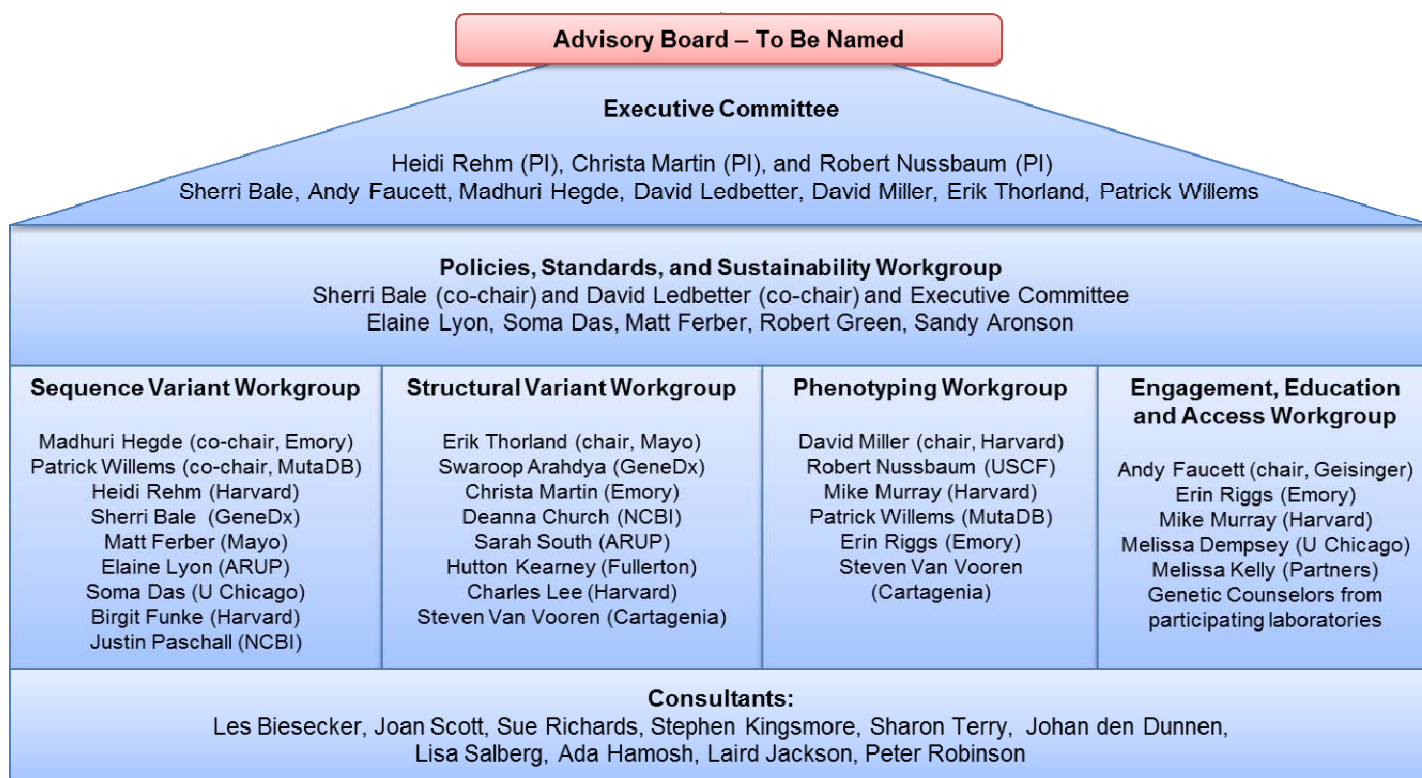 Advisory Board – To Be Named
Executive Committee
Heidi Rehm (PI), Christa Martin (PI), and Robert Nussbaum (PI)
Sherri Bale, Andy Faucett, Madhuri Hegde, David Ledbetter, David Miller, Erik Thorland, Patrick Willems
Policies, Standards, and Sustainability Workgroup
Sherri Bale (co-chair) and David Ledbetter (co-chair) and Executive Committee
Elaine Lyon, Soma Das, Matt Ferber, Robert Green, Sandy Aronson
Sequence Variant Workgroup
Madhuri Hegde (co-chair, Emory)
Patrick Willems (co-chair, MutaDB)
Heidi Rehm (Harvard)
Sherri Bale (GeneDx)
Matt Ferber (Mayo)
Elaine Lyon (ARUP)
Soma Das (U Chicago)
Birgit Funke (Harvard)
Justin Paschall (NCBI)
Structural Variant Workgroup
Erik Thorland (chair, Mayo)
Swaroop Arahdya (GeneDx)
Christa Martin (Emory)
Deanna Church (NCBI)
Sarah South (ARUP)
Hutton Kearney (Fullerton)
Charles Lee (Harvard)
Steven Van Vooren (Cartagenia)
Phenotyping Workgroup
David Miller (chair, Harvard)
Robert Nussbaum (USCF)
Mike Murray (Harvard)
Patrick Willems (MutaDB)
Erin Riggs (Emory)
Steven Van Vooren
(Cartagenia)
Engagement, Education
and Access Workgroup
Andy Faucett (chair, Geisinger)
Erin Riggs (Emory)
Mike Murray (Harvard)
Melissa Dempsey (U Chicago)
Melissa Kelly (Partners)
Genetic Counselors from
participating laboratories
Consultants:
Les Biesecker, Joan Scott, Sue Richards, Stephen Kingsmore, Sharon Terry, Johan den Dunnen,
Lisa Salberg, Ada Hamosh, Laird Jackson, Peter Robinson